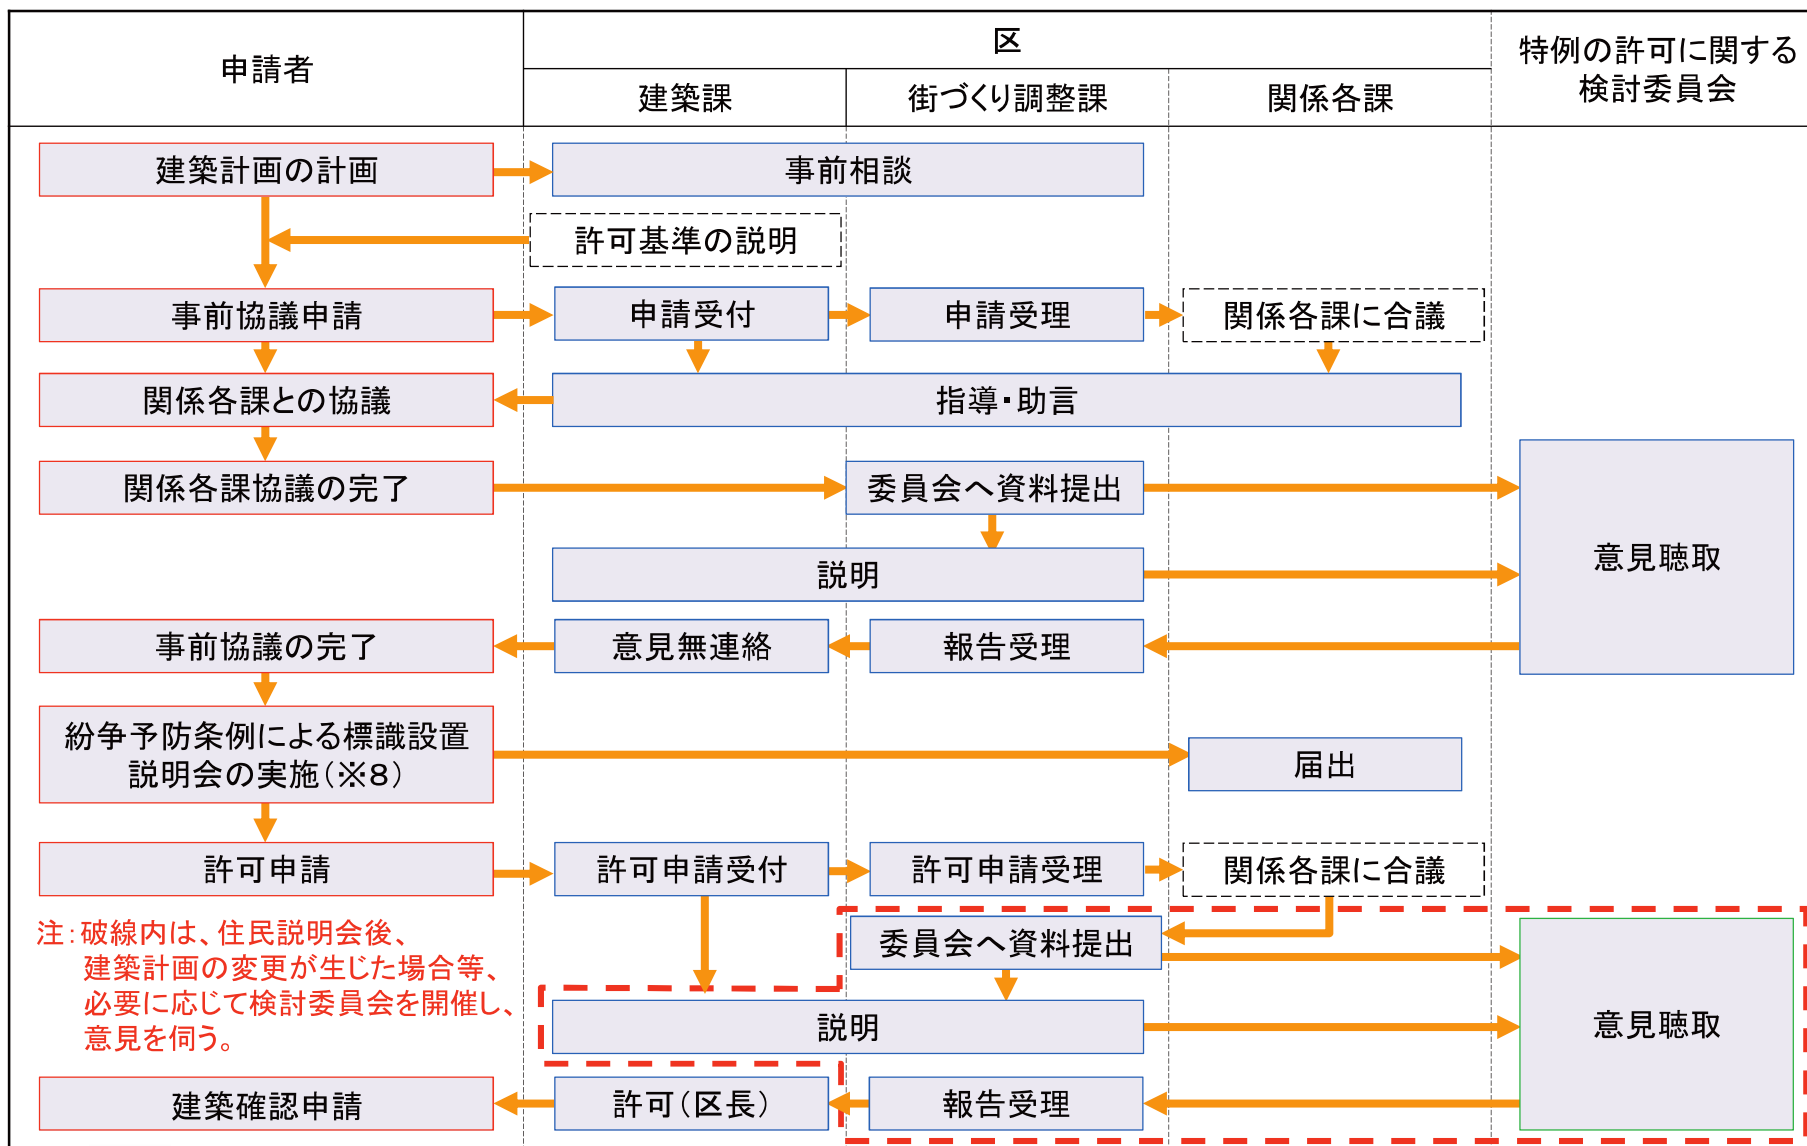 申請者
区
特例の許可に関する
検討委員会
建築課
街づくり調整課
関係各課
建築計画の計画
事前相談
許可基準の説明
事前協議申請
申請受付
申請受理
関係各課に合議
関係各課との協議
指導・助言
関係各課協議の完了
委員会へ資料提出
意見聴取
説明
事前協議の完了
意見無連絡
報告受理
紛争予防条例による標識設置
説明会の実施(※8)
届出
許可申請
許可申請受付
許可申請受理
関係各課に合議
注:破線内は、住民説明会後、
建築計画の変更が生じた場合等、
必要に応じて検討委員会を開催し、
意見を伺う。
委員会へ資料提出
説明
意見聴取
建築確認申請
許可(区長)
報告受理